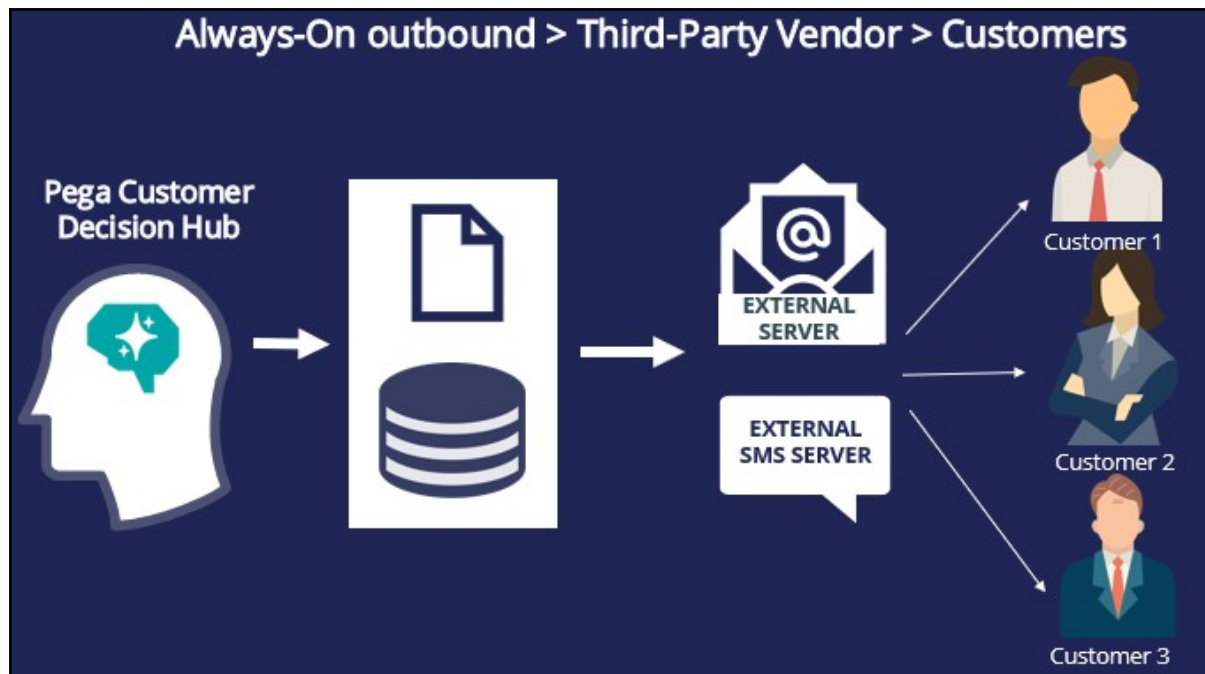 Always-On outbound > Third-Party Vendor > Customers
Pega Customer
Decision Hub
@
EXTERNAL
SERVER
EXTERNAL
SMS SERVER
Customer 1
Customer 2
Customer 3